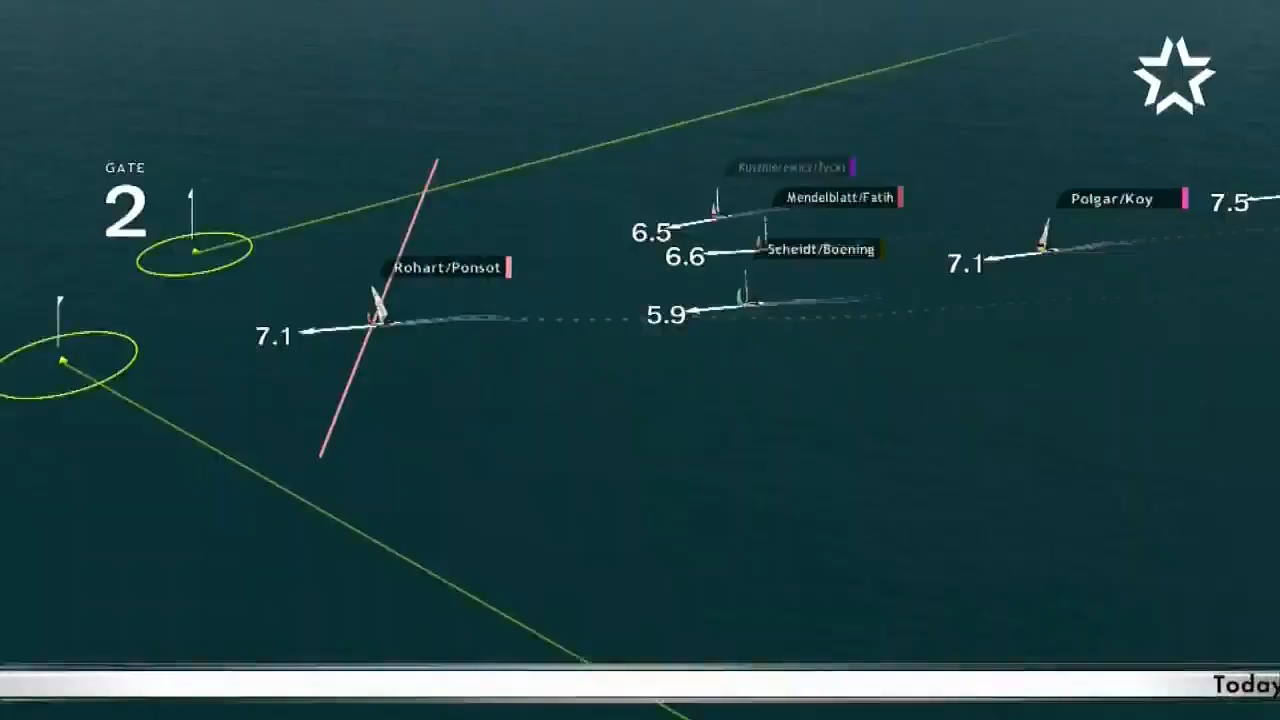 GATE
2
Mendelblatt/Fatih
Polgar/Koy
7.5
6.5
6.6
Scheidt/Boening
7.1
Rohart/Ponsot
5.9
7.1
Today